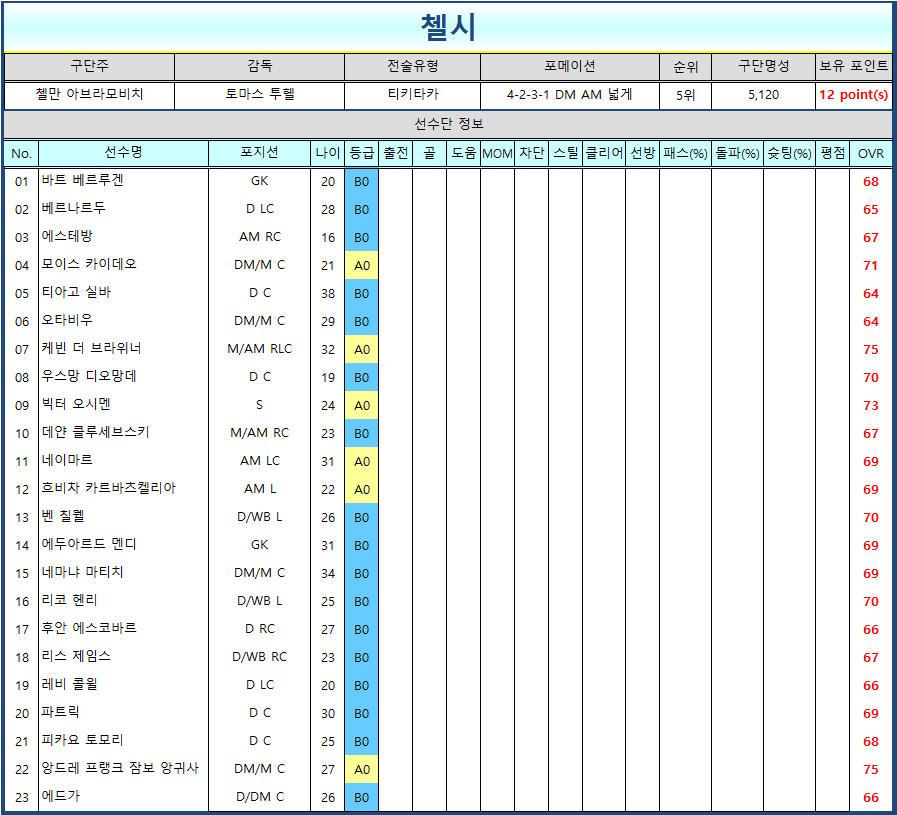 첼시
구단주 감독 전술유형 포메이션 순위 구단명성 보유 포인트
첼만 아브라모비치 토마스 투헬 티키타카 4-2-3-1 DM AM 넓게 5위 5,120 12 point(s)
선수단 정보
No. 선수명 포지션 나이 등급 출전 골 도움 MOM 차단 스틸 클리어 선방 패스(%) 돌파(%) 슛팅(%) 평점 OVR
01 바트 베르루겐 GK 20 B0 68
02 베르나르두 D LC 28 B0 65
03 에스테방 AM RC 16 B0 67
04 모이스 카이데오 DM/M C 21 A0 71
05 티아고 실바 D C 38 B0 64
06 오타비우 DM/M C 29 B0 64
07 케빈 더 브라위너 M/AM RLC 32 A0 75
08 우스망 디오망데 D C 19 B0 70
09 빅터 오시멘 S 24 A0 73
10 데얀 클루세브스키 M/AM RC 23 B0 67
11 네이마르 AM LC 31 A0 69
12 흐비차 카르바츠켈리아 AM L 22 A0 69
13 벤 칠웰 D/WB L 26 B0 70
14 에두아르드 멘디 GK 31 B0 69
15 네마냐 마티치 DM/M C 34 B0 69
16 리코 헨리 D/WB L 25 B0 70
17 후안 에스코바르 D RC 27 B0 66
18 리스 제임스 D/WB RC 23 B0 67
19 레비 콜윌 D LC 20 B0 66
20 파트릭 D C 30 B0 69
21 피카요 토모리 D C 25 B0 68
22 앙드레 프랭크 잠보 앙귀사 DM/M C 27 A0 75
23 에드가 D/DM C 26 B0 66